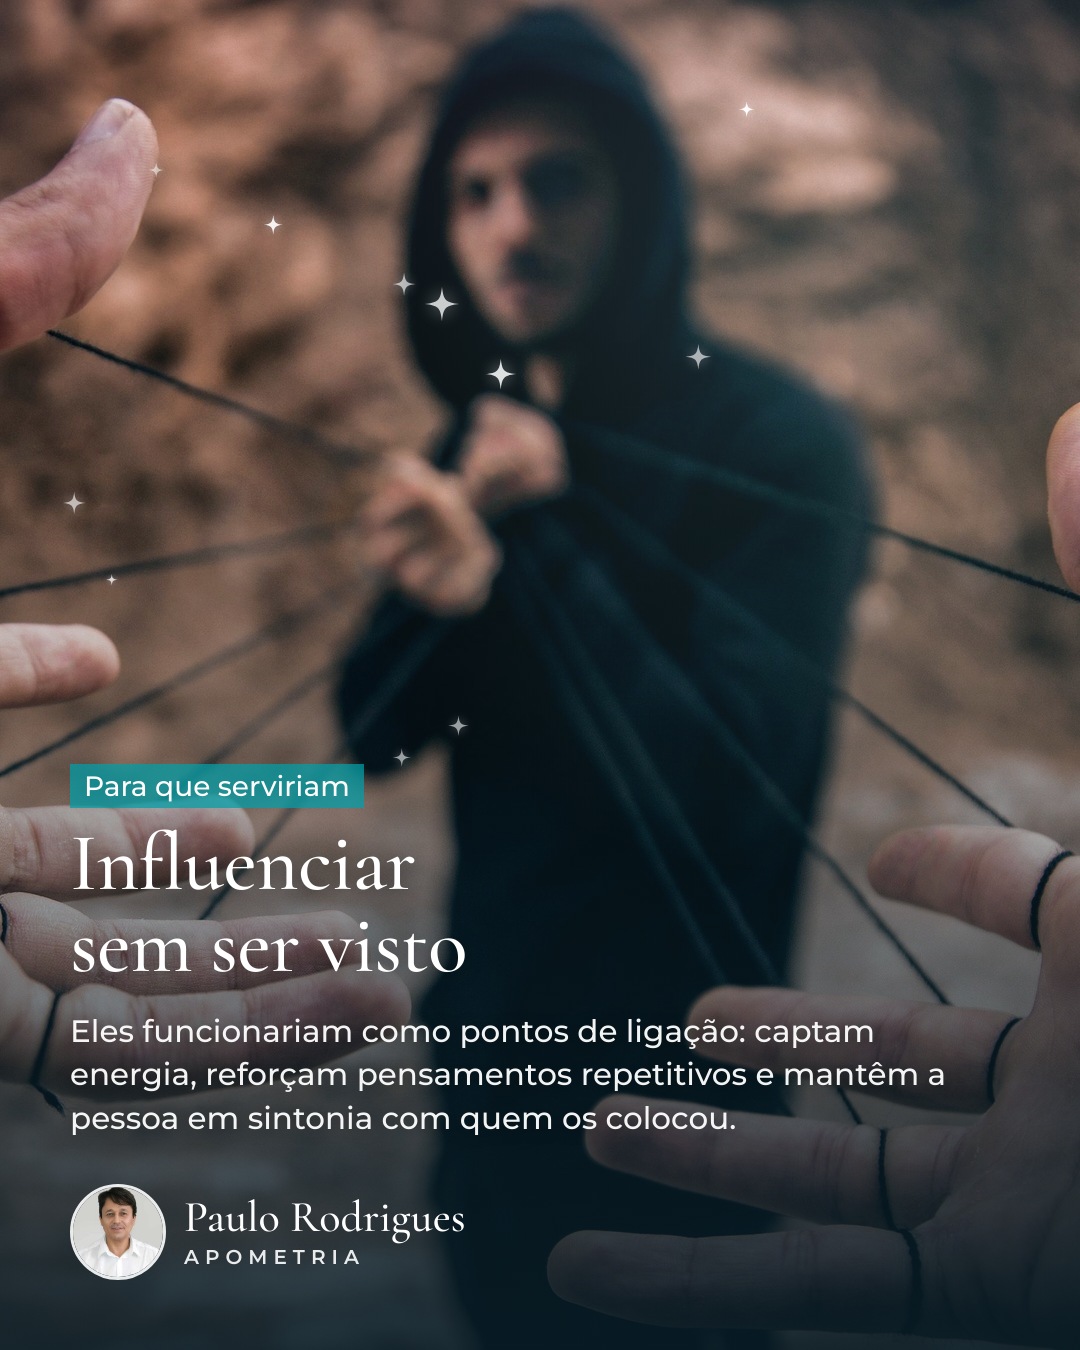 Para que serviriam
Influenciar
sem ser visto
Eles funcionariam como pontos de ligação: captam
energia, reforçam pensamentos repetitivos e mantêm a
pessoa em sintonia com quem os colocou.
Paulo Rodrigues
APOMETRIA